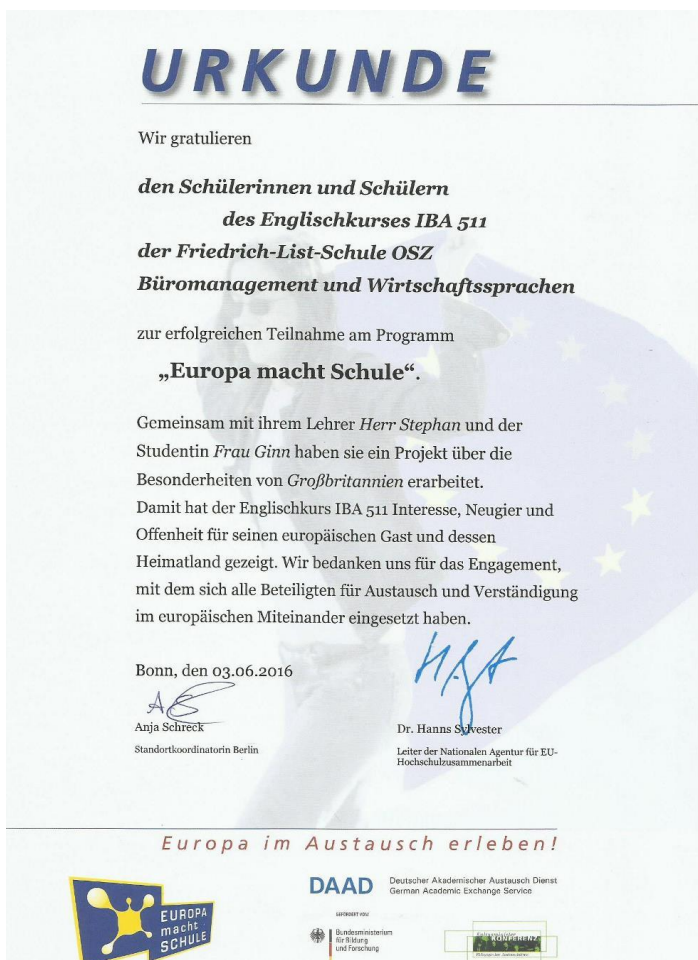 URKUNDE
Wir gratulieren
den Schülerinnen und Schülern
des Englischkurses IBA 511
der Friedrich-List-Schule OSZ
Büromanagement und Wirtschaftssprachen
zur erfolgreichen Teilnahme am Programm
„Europa macht Schule“.
Gemeinsam mit ihrem Lehrer Herr Stephan und der
Studentin Frau Ginn haben sie ein Projekt über die
Besonderheiten von Großbritannien erarbeitet.
Damit hat der Englischkurs IBA 511 Interesse, Neugier und
Offenheit für seinen europäischen Gast und dessen
Heimatland gezeigt. Wir bedanken uns für das Engagement,
mit dem sich alle Beteiligten für Austausch und Verständigung
im europäischen Miteinander eingesetzt haben.
Bonn, den 03.06.2016
Anja Schreck
Standortkoordinatorin Berlin
Dr. Hanns Sylvester
Leiter der Nationalen Agentur für EU-
Hochschulzusammenarbeit
Europa im Austausch erleben!
EUROPA
macht
SCHULE
DAAD
Deutscher Akademischer Austausch Dienst
German Academic Exchange Service
GEFÖRDERT VOM
Bundesministerium
für Bildung
und Forschung
KONFERENZ